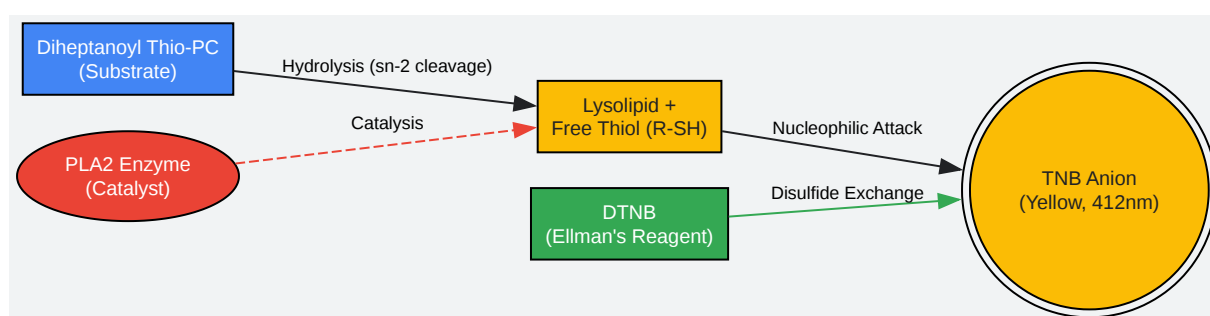 Diheptanoyl Thio-PC
(Substrate)
Hydrolysis (sn-2 cleavage)
PLA2 Enzyme
(Catalyst)
Catalysis
Lysolipid +
Free Thiol (R-SH)
Nucleophilic Attack
DTNB
(Ellman's Reagent)
Disulfide Exchange
TNB Anion
(Yellow, 412nm)